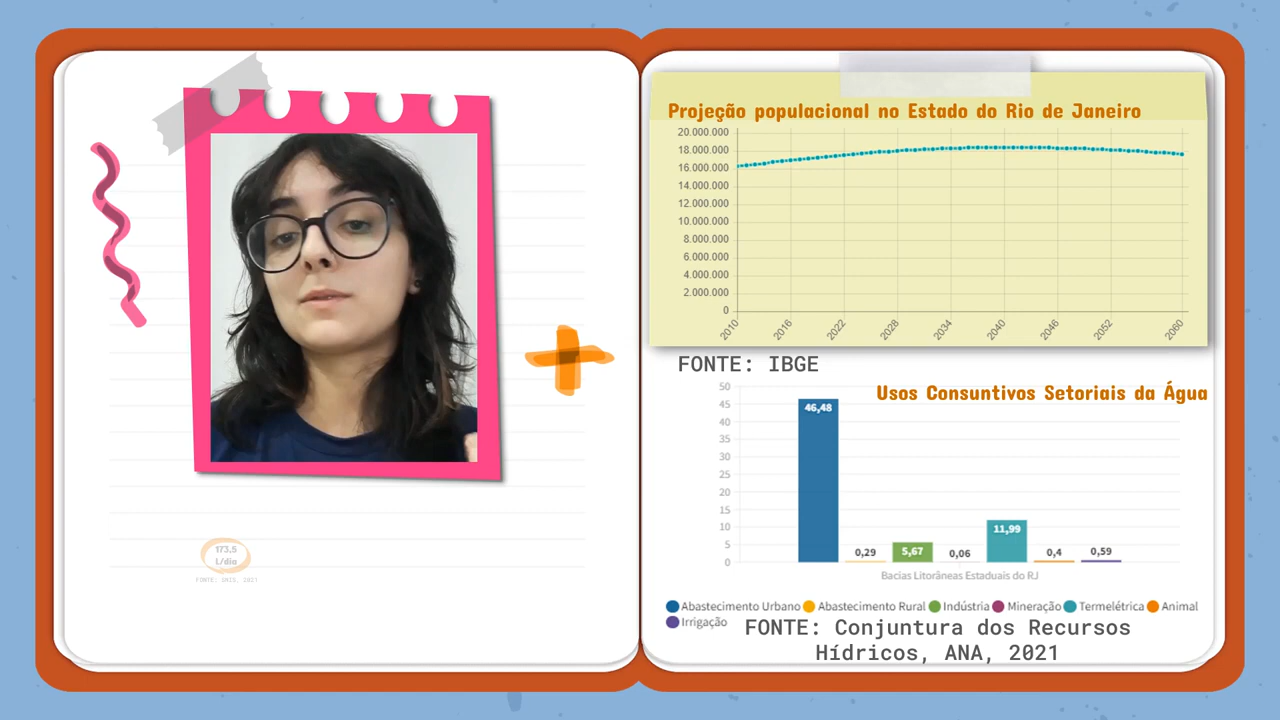 173,5
L/dia
FONTE: SNIS, 2021
Projeção populacional no Estado do Rio de Janeiro
20.000.000
18.000.000
16.000.000
14.000.000
12.000.000
10.000.000
8.000.000
6.000.000
4.000.000
2.000.000
0
2010 2016 2022 2028 2034 2040 2046 2052 2060
FONTE: IBGE
Usos Consuntivos Setoriais da Água
50
45
40
35
30
25
20
15
10
5
0
46,48
0,29
5,67
0,06
11,99
0,4
0,59
Bacias Litorâneas Estaduais do RJ
Abastecimento Urbano Abastecimento Rural Indústria Mineração Termelétrica Animal
Irrigação
FONTE: Conjuntura dos Recursos
Hídricos, ANA, 2021